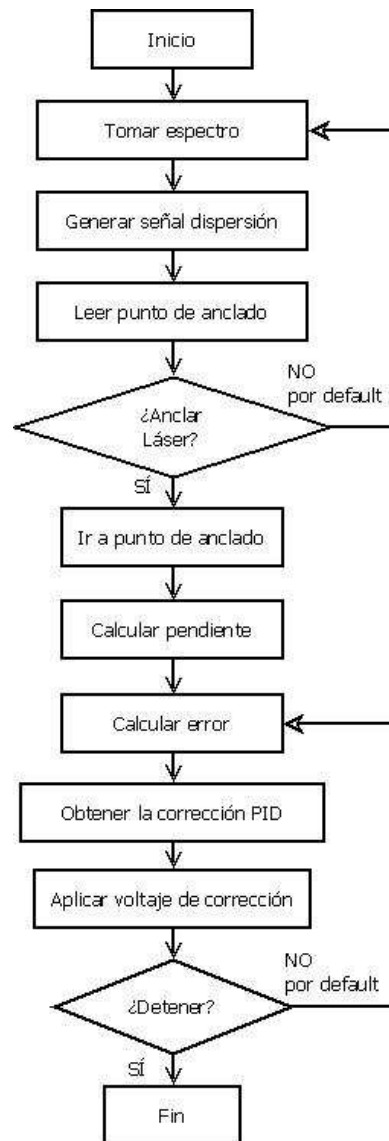 Inicio
Tomar espectro
Generar señal dispersión
Leer punto de anclado
¿Anclar
Láser?
NO
por default
SÍ
Ir a punto de anclado
Calcular pendiente
Calcular error
Obtener la corrección PID
Aplicar voltaje de corrección
¿Detener?
NO
por default
SÍ
Fin